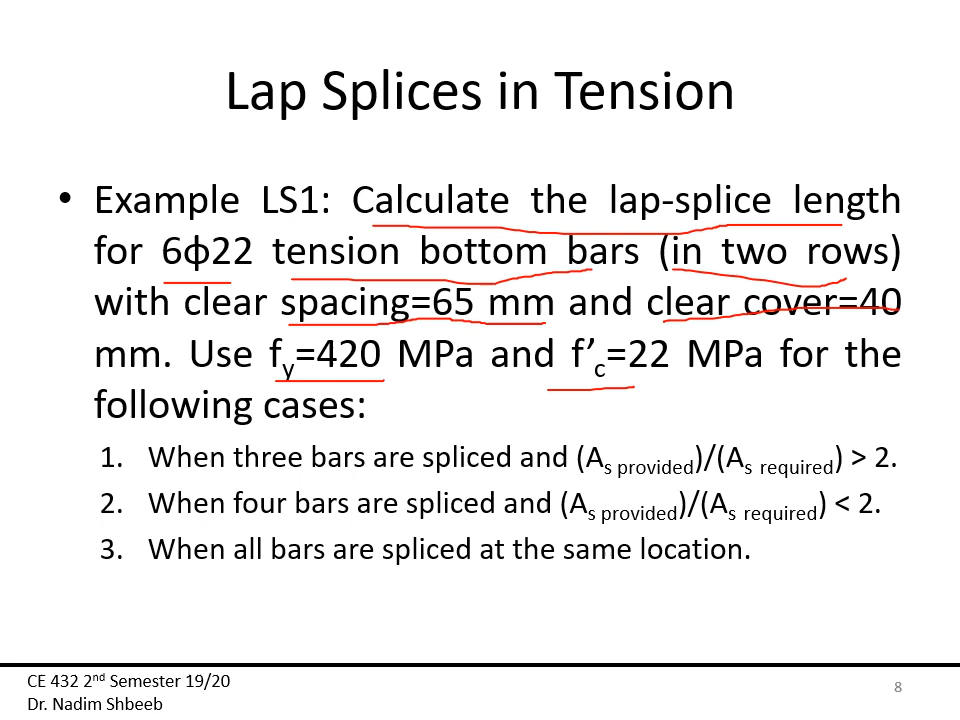 Lap Splices in Tension
• Example LS1: Calculate the lap-splice length
for 6ф22 tension bottom bars (in two rows)
with clear spacing=65 mm and clear cover=40
mm. Use fy=420 MPa and f’c=22 MPa for the
following cases:
1. When three bars are spliced and (As provided)/(As required) > 2.
2. When four bars are spliced and (As provided)/(As required) < 2.
3. When all bars are spliced at the same location.
CE 432 2nd Semester 19/20
Dr. Nadim Shbeeb
8